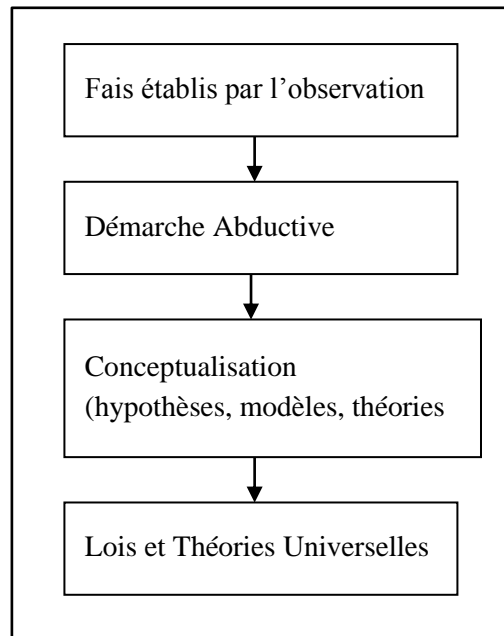 Fais établis par l’observation
Démarche Abductive
Conceptualisation
(hypothèses, modèles, théories
Lois et Théories Universelles